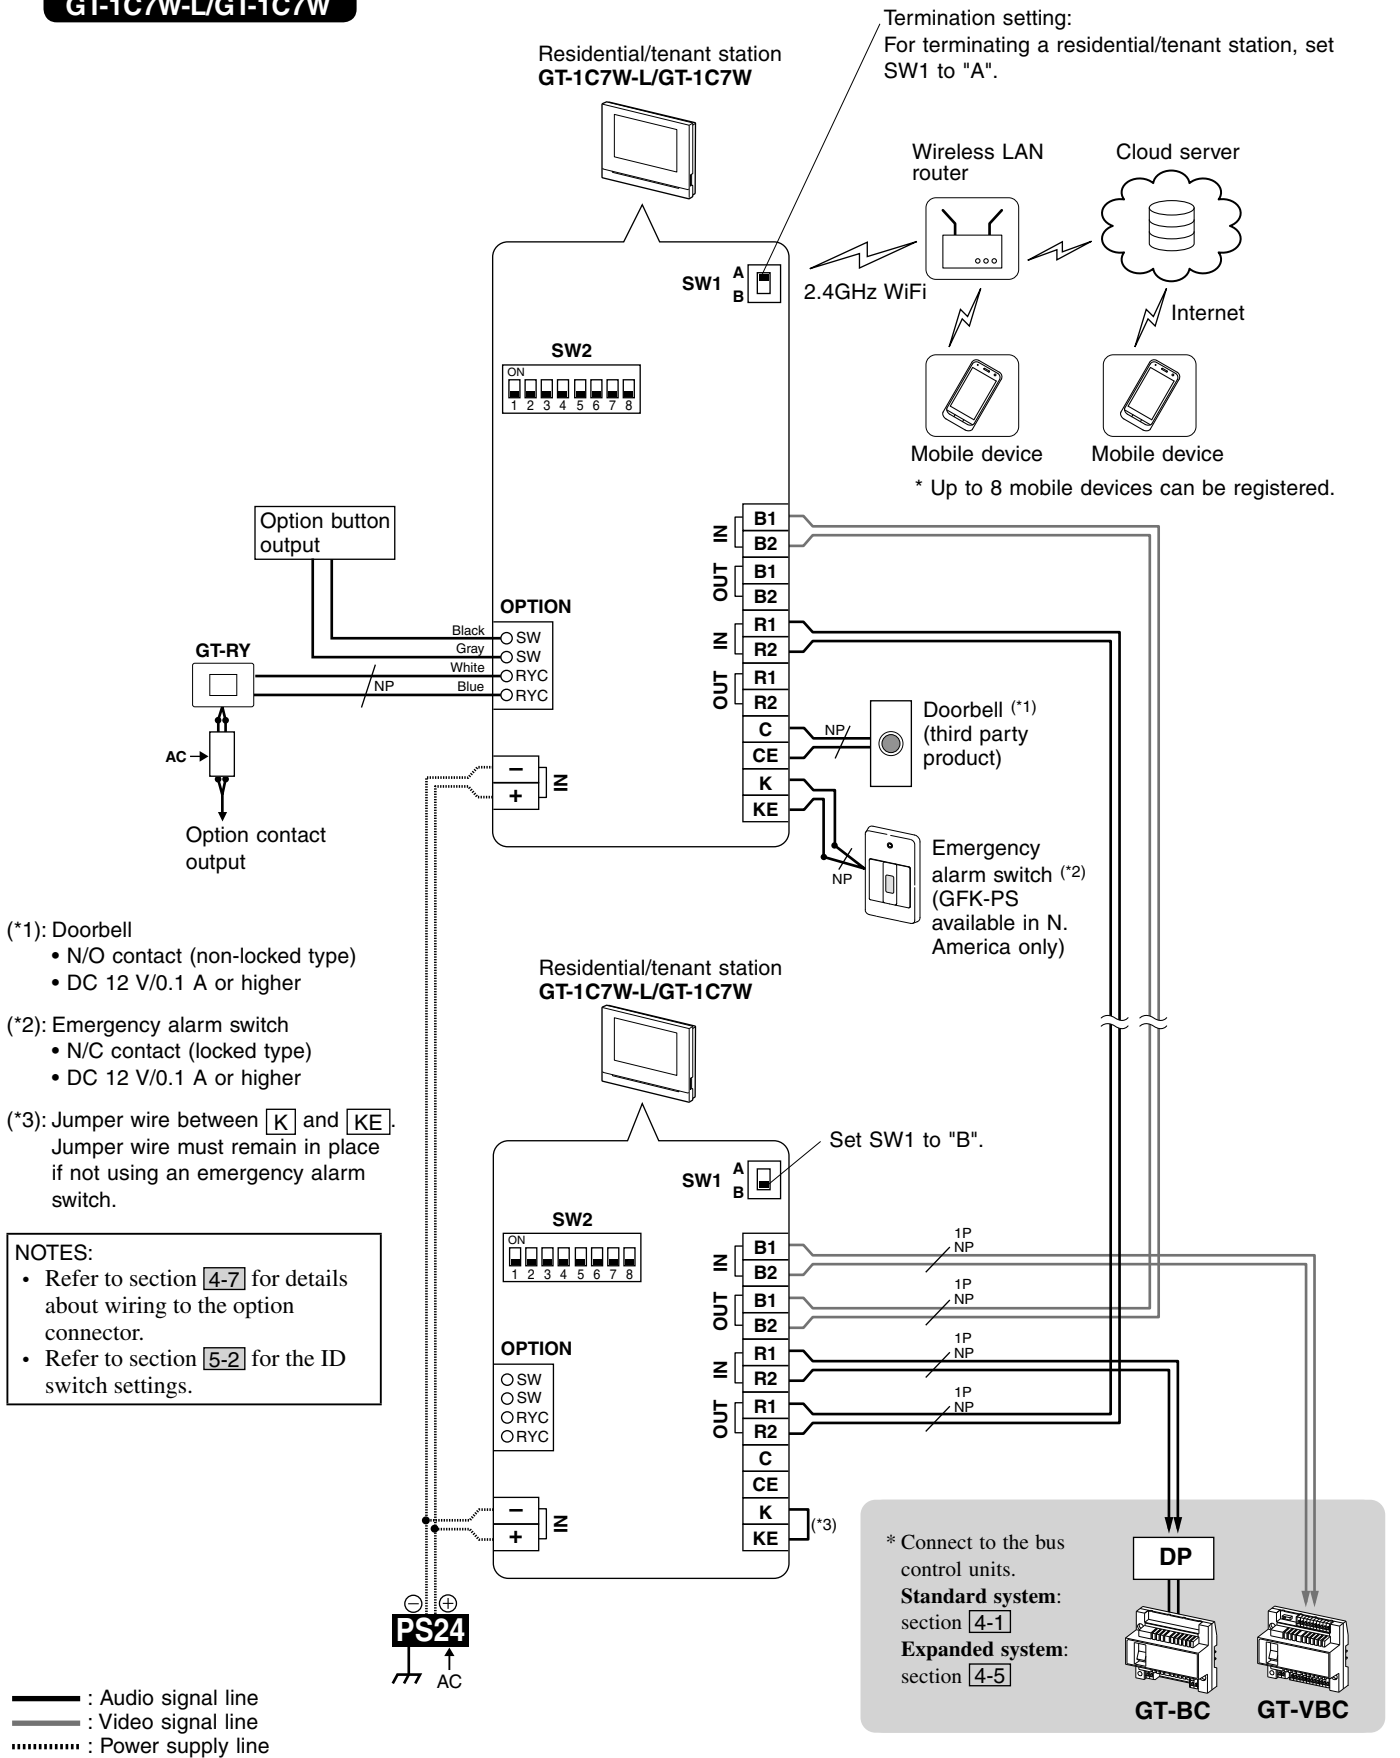 GT-1C7W-L/GT-1C7W
Termination setting:
For terminating a residential/tenant station, set
SW1 to "A".
Residential/tenant station
GT-1C7W-L/GT-1C7W
Wireless LAN
router
Cloud server
SW1
A
B
2.4GHz WiFi
Internet
SW2
ON
1 2 3 4 5 6 7 8
Mobile device
Mobile device
* Up to 8 mobile devices can be registered.
Option button
output
IN
B1
B2
OUT
B1
B2
IN
R1
R2
OUT
R1
R2
C
CE
K
KE
OPTION
Black
SW
Gray
SW
White
RYC
Blue
RYC
NP
GT-RY
AC
Option contact
output
−
+
IN
NP
Doorbell (*1)
(third party
product)
NP
Emergency
alarm switch (*2)
(GFK-PS
available in N.
America only)
(*1): Doorbell
• N/O contact (non-locked type)
• DC 12 V/0.1 A or higher
(*2): Emergency alarm switch
• N/C contact (locked type)
• DC 12 V/0.1 A or higher
(*3): Jumper wire between K and KE.
Jumper wire must remain in place
if not using an emergency alarm
switch.
NOTES:
• Refer to section 4-7 for details
about wiring to the option
connector.
• Refer to section 5-2 for the ID
switch settings.
Residential/tenant station
GT-1C7W-L/GT-1C7W
Set SW1 to "B".
SW1
A
B
SW2
ON
1 2 3 4 5 6 7 8
OPTION
SW
SW
RYC
RYC
IN
B1
B2
OUT
B1
B2
IN
R1
R2
OUT
R1
R2
C
CE
K
KE
(*3)
1P
NP
1P
NP
1P
NP
1P
NP
−
+
IN
− +
PS24
AC
* Connect to the bus
control units.
Standard system:
section 4-1
Expanded system:
section 4-5
DP
GT-BC
GT-VBC
: Audio signal line
: Video signal line
: Power supply line